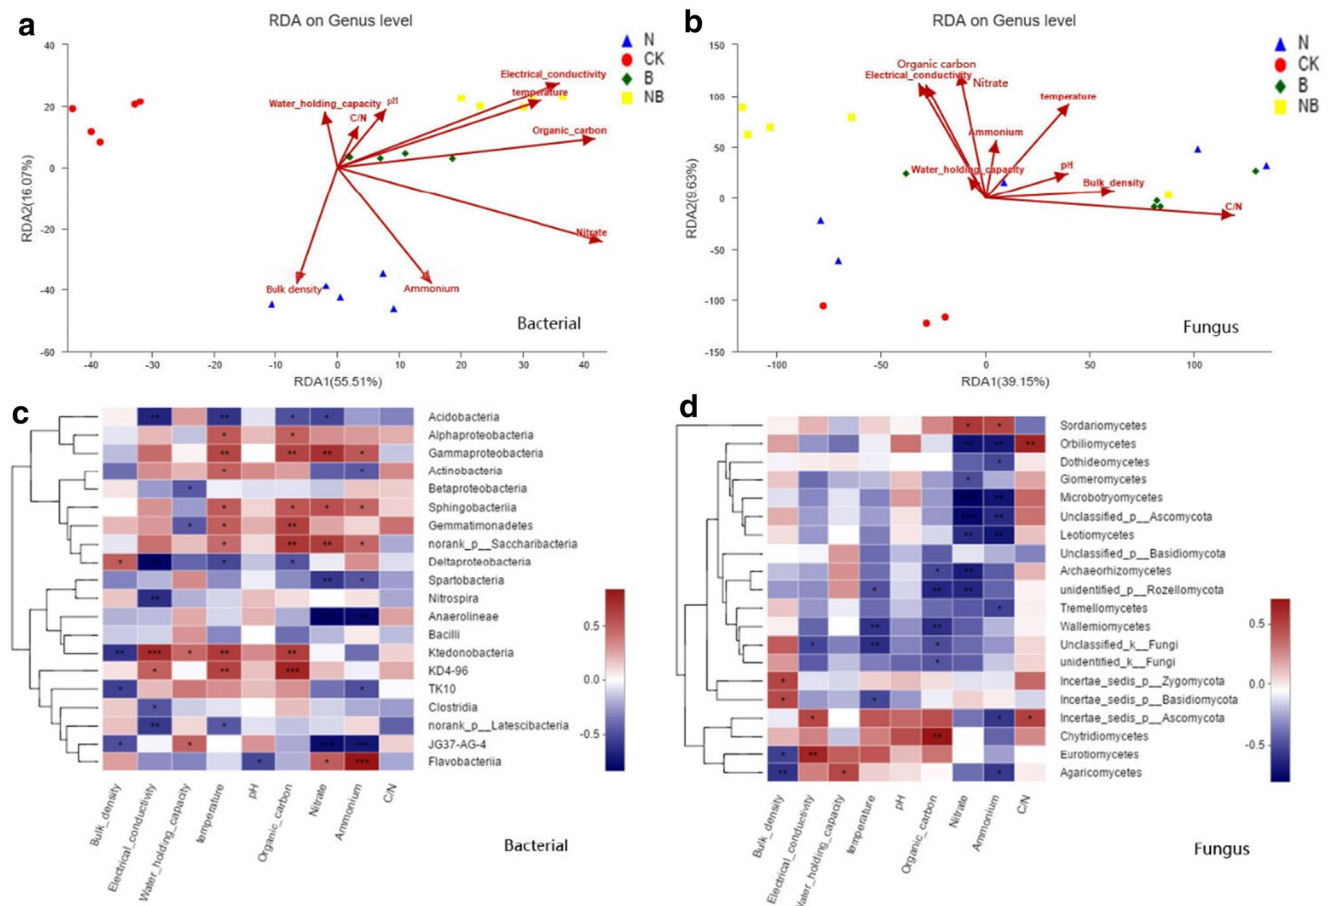 a
RDA on Genus level
N
CK
B
NB
RDA2(16.07%)
40
20
0
-20
-40
-60
Electrical_conductivity
temperature
Water_holding_capacity
pH
C/N
Organic_carbon
Nitrate
Bulk density
Ammonium
Bacterial
-40
-30
-20
-10
0
10
20
30
40
RDA1(55.51%)
b
RDA on Genus level
N
CK
B
NB
RDA2(9.63%)
150
100
50
0
-50
-100
-150
Organic carbon
Electrical_conductivity
Nitrate
temperature
Ammonium
Water_holding_capacity
pH
Bulk_density
C/N
Fungus
-100
-50
0
50
100
RDA1(39.15%)
c
Acidobacteria
Alphaproteobacteria
Gammaproteobacteria
Actinobacteria
Betaproteobacteria
Sphingobacteriia
Gemmatimonadetes
norank_p__Saccharibacteria
Deltaproteobacteria
Spartobacteria
Nitrospira
Anaerolineae
Bacilli
Ktedonobacteria
KD4-96
TK10
Clostridia
norank_p__Latescibacteria
JG37-AG-4
Flavobacteriia
0.5
0.0
-0.5
Bulk_density
Electrical_conductivity
Water_holding_capacity
temperature
pH
Organic_carbon
Nitrate
Ammonium
C/N
Bacterial
d
Sordariomycetes
Orbiliomycetes
Dothideomycetes
Glomeromycetes
Microbotryomycetes
Unclassified_p__Ascomycota
Leotiomycetes
Unclassified_p__Basidiomycota
Archaeorhizomycetes
unidentified_p__Rozellomycota
Tremellomycetes
Wallemiomycetes
Unclassified_k__Fungi
unidentified_k__Fungi
Incertae_sedis_p__Zygomycota
Incertae_sedis_p__Basidiomycota
Incertae_sedis_p__Ascomycota
Chytridiomycetes
Eurotiomycetes
Agaricomycetes
0.5
0.0
-0.5
Bulk_density
Electrical_conductivity
Water_holding_capacity
temperature
pH
Organic_carbon
Nitrate
Ammonium
C/N
Fungus